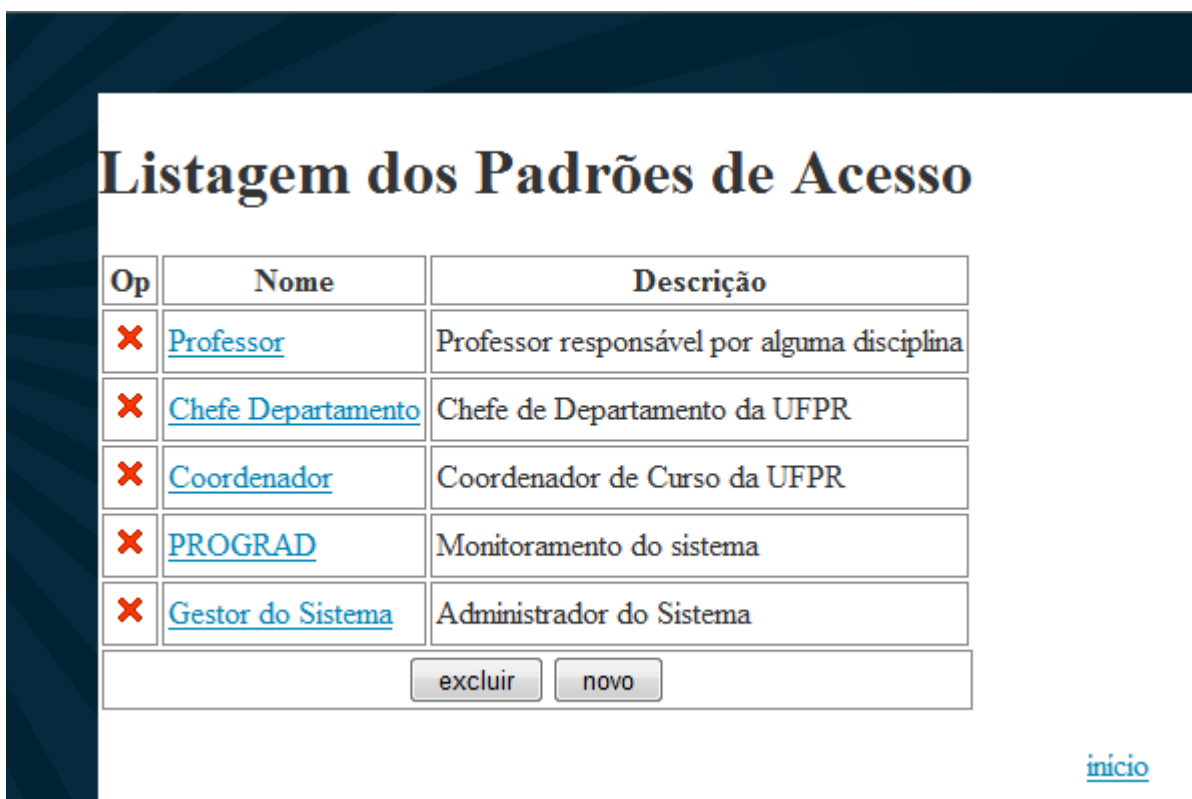 Listagem dos Padrões de Acesso
Op Nome Descrição
Professor Professor responsável por alguma disciplina
Chefe Departamento Chefe de Departamento da UFPR
Coordenador Coordenador de Curso da UFPR
PROGRAD Monitoramento do sistema
Gestor do Sistema Administrador do Sistema
excluir novo
início